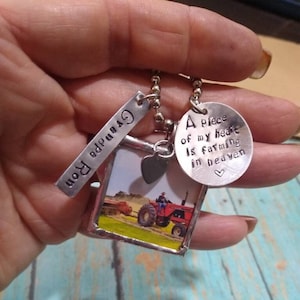 Grandpa Ron
A piece
of my heart
is farming
in heaven